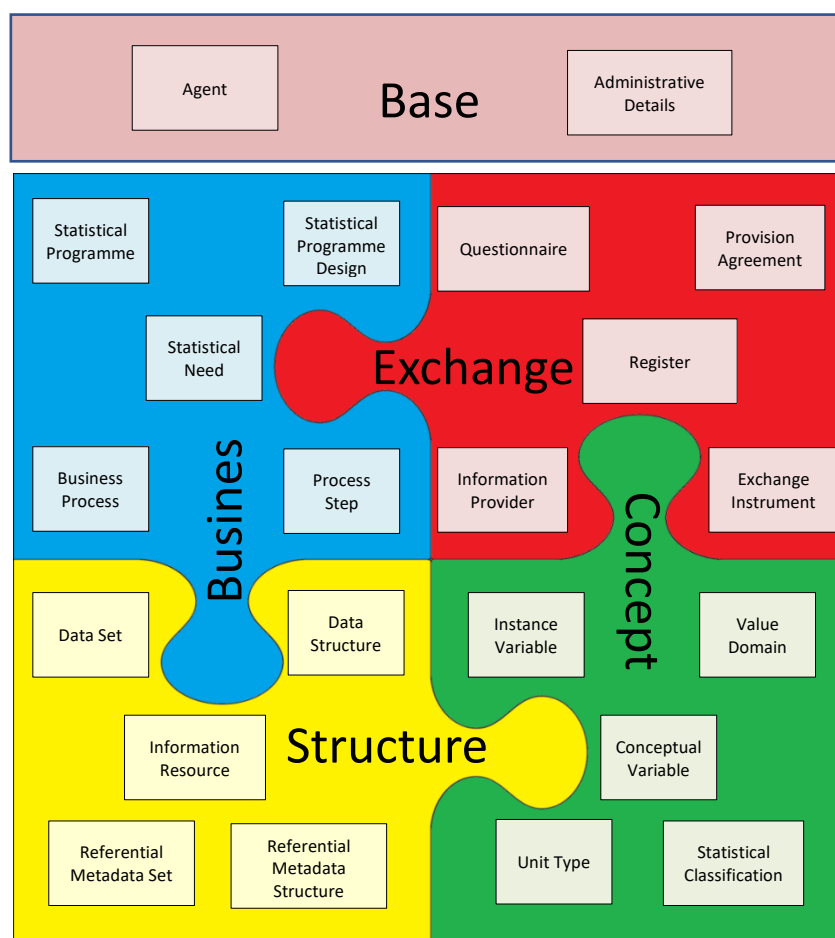 Agent
Base
Administrative
Details
Statistical
Programme
Statistical
Programme
Design
Statistical
Need
Business
Process
Process
Step
Busines
Questionnaire
Provision
Agreement
Exchange
Register
Information
Provider
Exchange
Instrument
Concept
Data Set
Data
Structure
Information
Resource
Structure
Referential
Metadata Set
Referential
Metadata
Structure
Instance
Variable
Value
Domain
Conceptual
Variable
Unit Type
Statistical
Classification